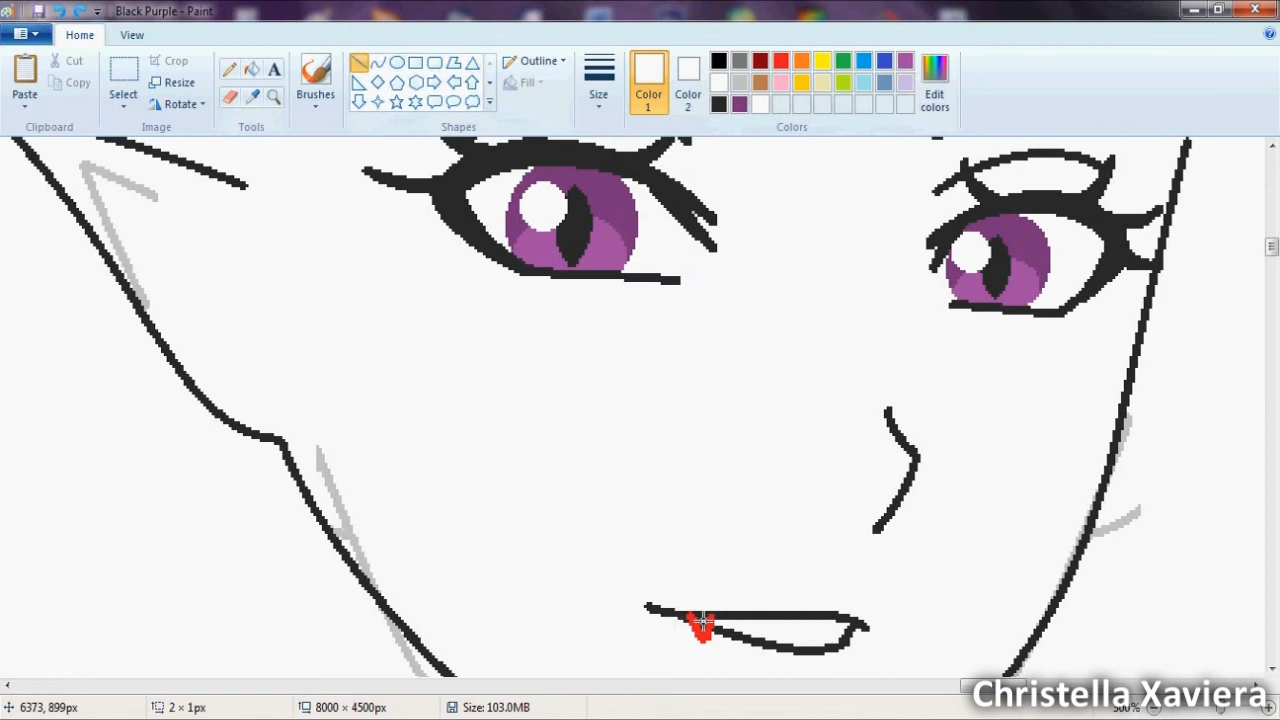 Black Purple - Paint
Home
View
Paste
Cut
Copy
Clipboard
Select
Crop
Resize
Rotate
Image
A
Tools
Brushes
Outline
Fill
Shapes
Size
Color
1
Color
2
Edit
colors
Colors
6373, 899px
2 × 1px
8000 × 4500px
Size: 103.0MB
500%
Christella Xaviera